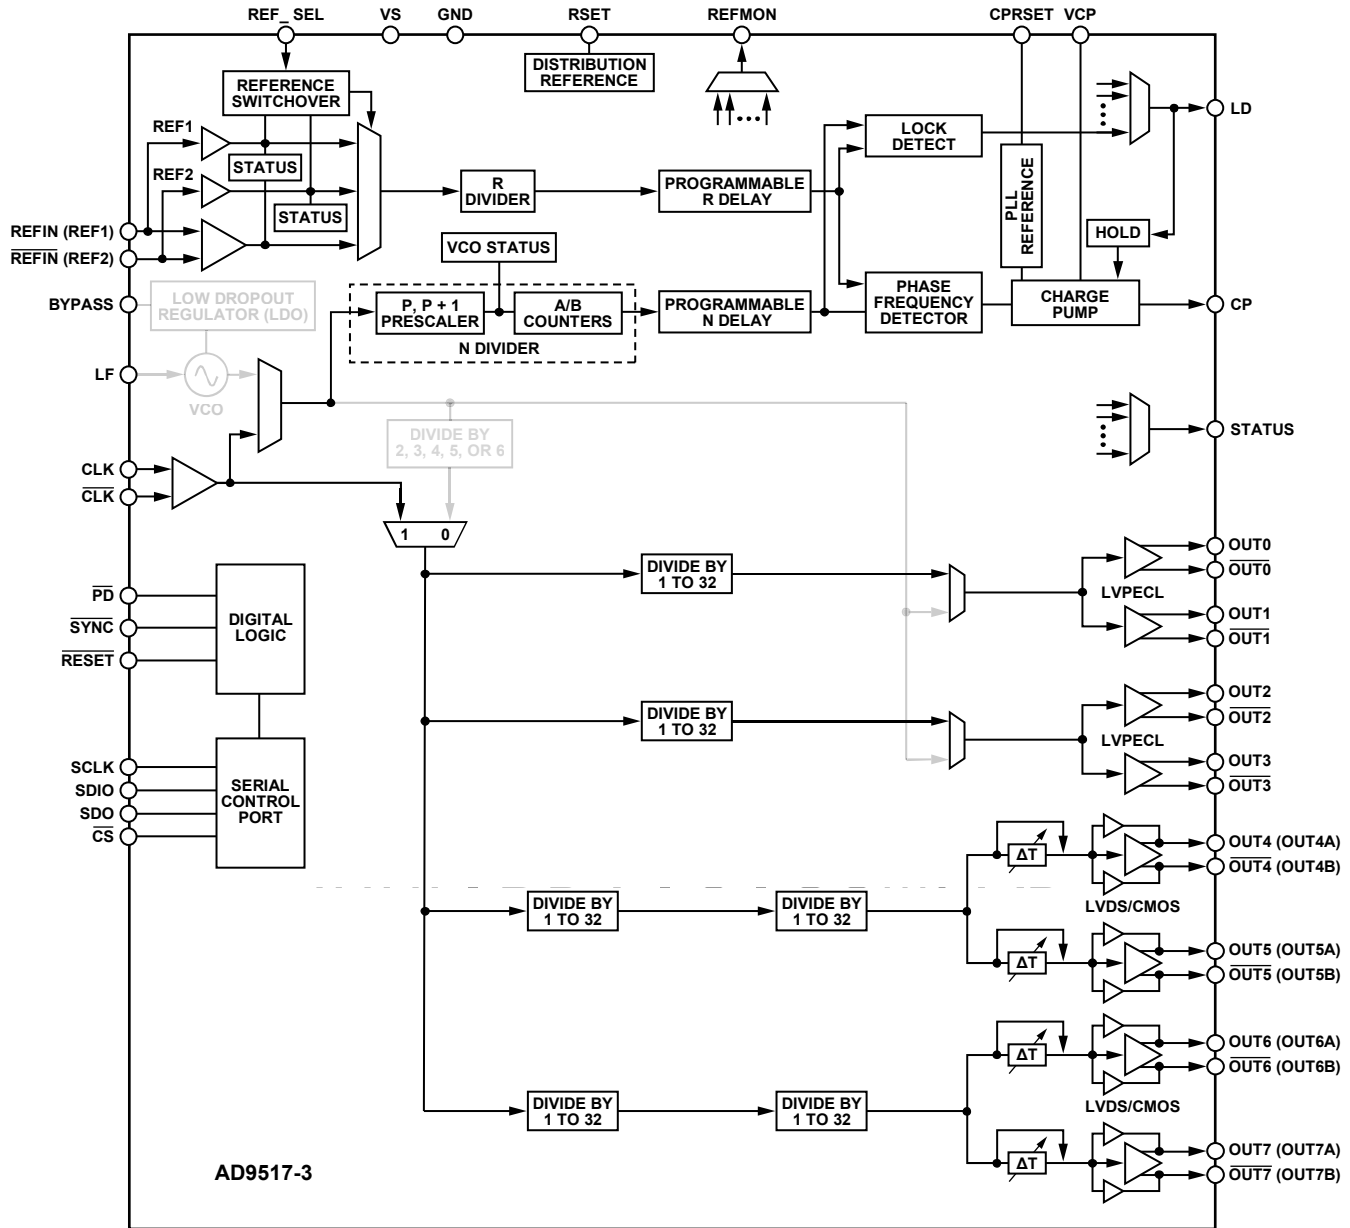 REF_SEL VS GND RSET REFMON CPRSET VCP
DISTRIBUTION
REFERENCE
REFERENCE
SWITCHOVER
REF1
STATUS
REF2
STATUS
REFIN (REF1)
REFIN (REF2)
R
DIVIDER
PROGRAMMABLE
R DELAY
LOCK
DETECT
LD
PLL
REFERENCE
HOLD
VCO STATUS
BYPASS
LOW DROPOUT
REGULATOR (LDO)
P, P + 1
PRESCALER
A/B
COUNTERS
N DIVIDER
PROGRAMMABLE
N DELAY
PHASE
FREQUENCY
DETECTOR
CHARGE
PUMP
CP
LF
VCO
DIVIDE BY
2, 3, 4, 5, OR 6
STATUS
CLK
CLK
1 0
DIVIDE BY
1 TO 32
LVPECL
OUT0
OUT0
OUT1
OUT1
PD
SYNC
RESET
DIGITAL
LOGIC
DIVIDE BY
1 TO 32
LVPECL
OUT2
OUT2
OUT3
OUT3
SCLK
SDIO
SDO
CS
SERIAL
CONTROL
PORT
ΔT
OUT4 (OUT4A)
OUT4 (OUT4B)
LVDS/CMOS
DIVIDE BY
1 TO 32
DIVIDE BY
1 TO 32
ΔT
OUT5 (OUT5A)
OUT5 (OUT5B)
ΔT
OUT6 (OUT6A)
OUT6 (OUT6B)
LVDS/CMOS
DIVIDE BY
1 TO 32
DIVIDE BY
1 TO 32
ΔT
OUT7 (OUT7A)
OUT7 (OUT7B)
AD9517-3